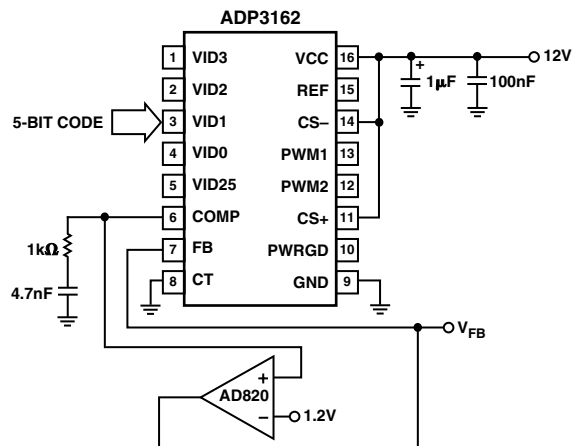 ADP3162
1 VID3 VCC 16
12V
2 VID2 REF 15
1µF
100nF
5-BIT CODE
3 VID1 CS– 14
4 VID0 PWM1 13
5 VID25 PWM2 12
6 COMP CS+ 11
1kΩ
7 FB PWRGD 10
4.7nF
8 CT GND 9
VFB
+
AD820
–
1.2V